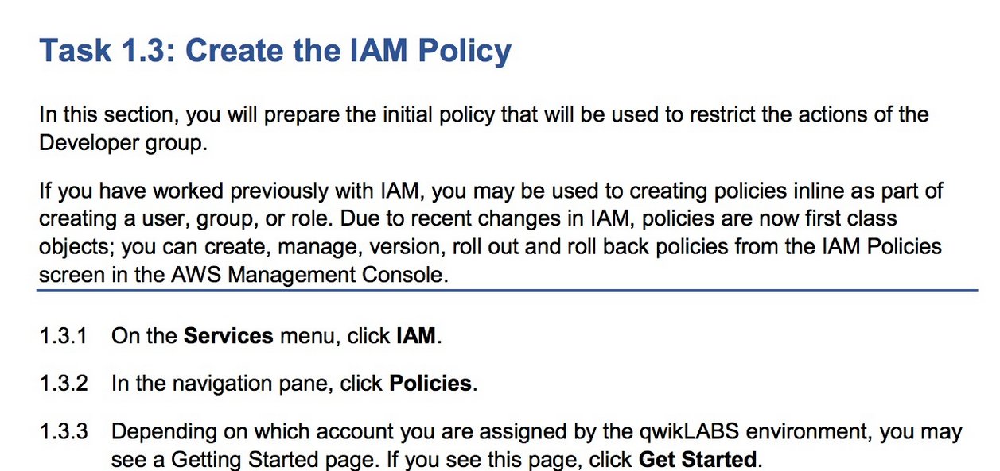 Task 1.3: Create the IAM Policy
In this section, you will prepare the initial policy that will be used to restrict the actions of the
Developer group.
If you have worked previously with IAM, you may be used to creating policies inline as part of
creating a user, group, or role. Due to recent changes in IAM, policies are now first class
objects; you can create, manage, version, roll out and roll back policies from the IAM Policies
screen in the AWS Management Console.
1.3.1 On the Services menu, click IAM.
1.3.2 In the navigation pane, click Policies.
1.3.3 Depending on which account you are assigned by the qwikLABS environment, you may
see a Getting Started page. If you see this page, click Get Started.